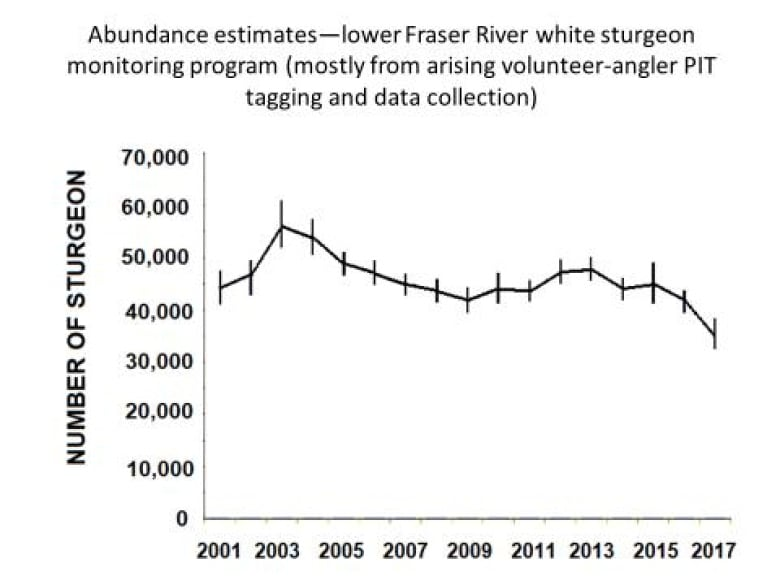 Abundance estimates—lower Fraser River white sturgeon
monitoring program (mostly from arising volunteer-angler PIT
tagging and data collection)
NUMBER OF STURGEON
70,000
60,000
50,000
40,000
30,000
20,000
10,000
0
2001 2003 2005 2007 2009 2011 2013 2015 2017